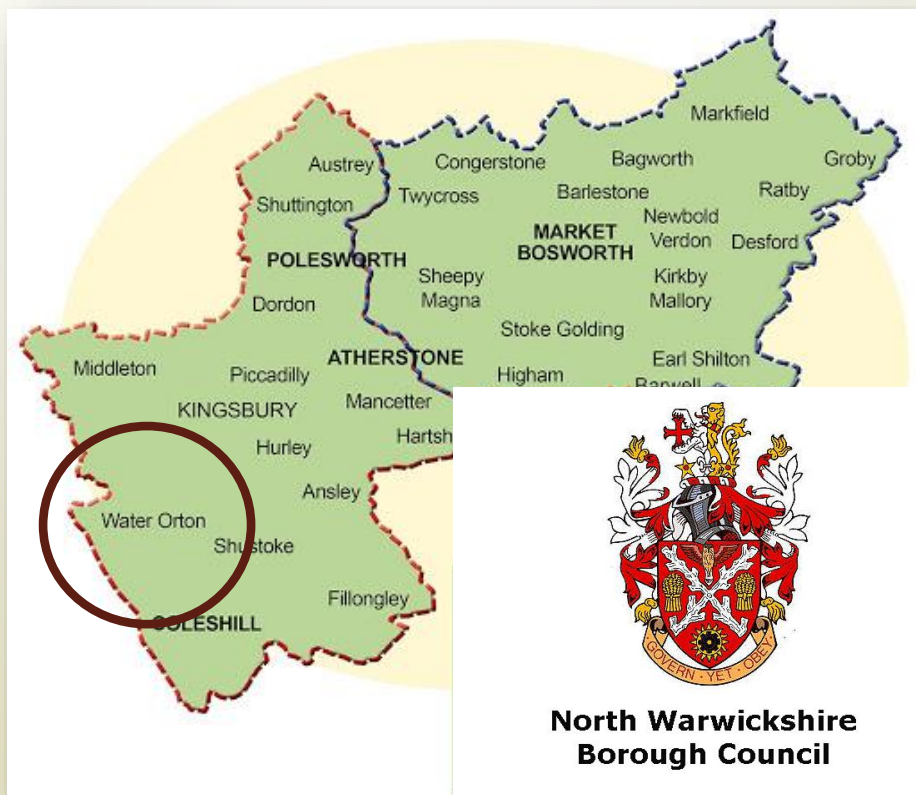 Markfield
Austrey
Congerstone
Bagworth
Groby
Shuttington
Twycross
Barlestone
Ratby
Newbold
Verdon
Desford
MARKET
BOSWORTH
POLESWORTH
Sheepy
Magna
Kirkby
Mallory
Dordon
Stoke Golding
ATHERSTONE
Earl Shilton
Middleton
Piccadilly
Higham
Barwell
KINGSBURY
Mancetter
Hurley
Hartsh
Ansley
Water Orton
Shustoke
Fillongley
COLESHILL
GOVERN · YET · OBEY
North Warwickshire
Borough Council